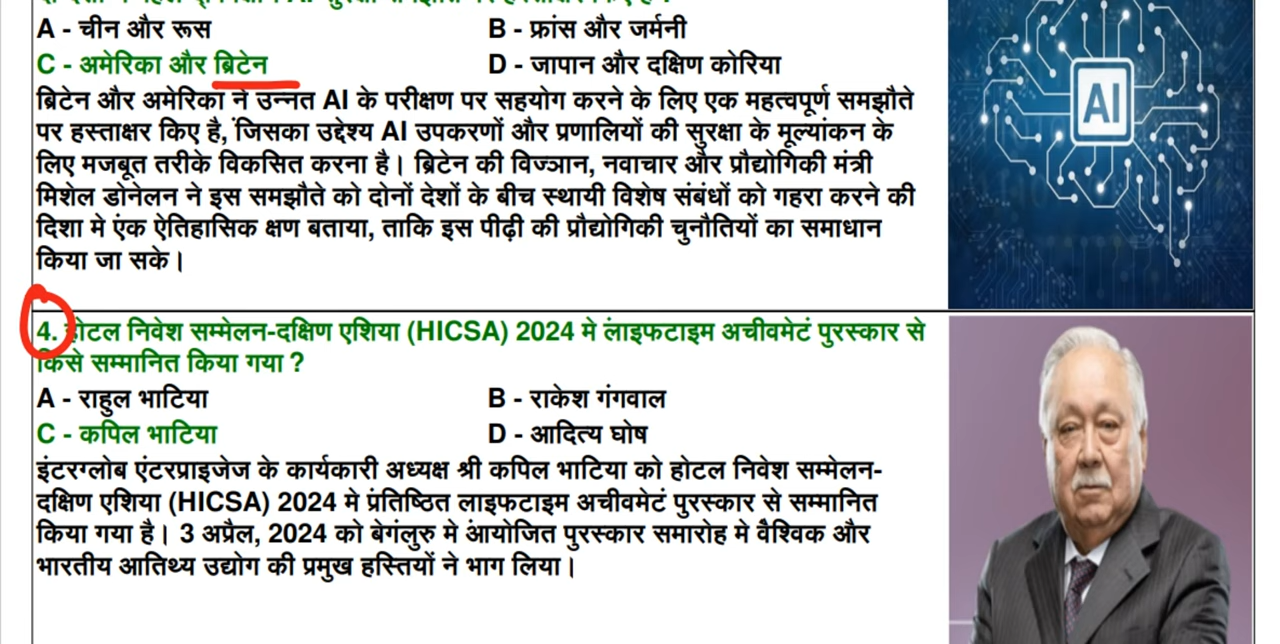 A - चीन और रूस
B - फ्रांस और जर्मनी
C - अमेरिका और ब्रिटेन
D - जापान और दक्षिण कोरिया
ब्रिटेन और अमेरिका ने उन्नत AI के परीक्षण पर सहयोग करने के लिए एक महत्वपूर्ण समझौते
पर हस्ताक्षर किए है, जिसका उद्देश्य AI उपकरणों और प्रणालियों की सुरक्षा के मूल्यांकन के
लिए मजबूत तरीके विकसित करना है। ब्रिटेन की विज्ञान, नवाचार और प्रौद्योगिकी मंत्री
मिशेल डोनेलन ने इस समझौते को दोनों देशों के बीच स्थायी विशेष संबंधों को गहरा करने की
दिशा मे एंक ऐतिहासिक क्षण बताया, ताकि इस पीढ़ी की प्रौद्योगिकी चुनौतियों का समाधान
किया जा सके।
AI
4. होटल निवेश सम्मेलन-दक्षिण एशिया (HICSA) 2024 मे लंाइफटाइम अचीवमेटं पुरस्कार से
किसे सम्मानित किया गया ?
A - राहुल भाटिया
B - राकेश गंगवाल
C - कपिल भाटिया
D - आदित्य घोष
इंटरग्लोब एंटरप्राइजेज के कार्यकारी अध्यक्ष श्री कपिल भाटिया को होटल निवेश सम्मेलन-
दक्षिण एशिया (HICSA) 2024 मे प्रंतिष्ठित लाइफटाइम अचीवमेटं पुरस्कार से सम्मानित
किया गया है। 3 अप्रैल, 2024 को बेगंलुरु मे आंयोजित पुरस्कार समारोह मे वैंश्विक और
भारतीय आतिथ्य उद्योग की प्रमुख हस्तियों ने भाग लिया।